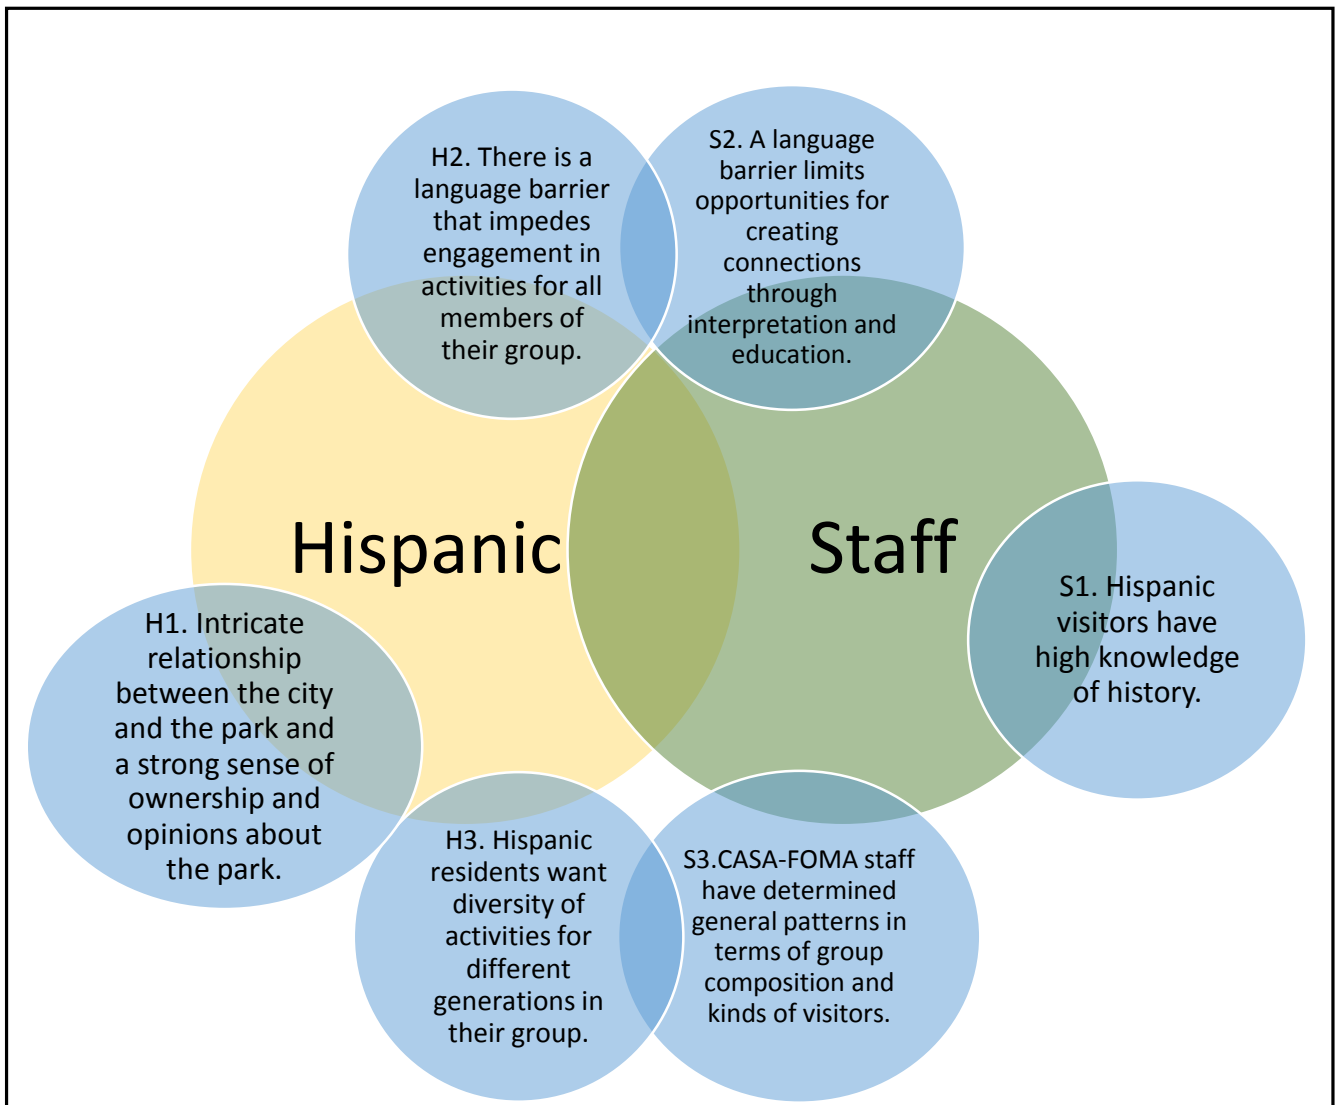 H2. There is a
language barrier
that impedes
engagement in
activities for all
members of
their group.
S2. A language
barrier limits
opportunities for
creating
connections
through
interpretation and
education.
Hispanic
Staff
S1. Hispanic
visitors have
high knowledge
of history.
H1. Intricate
relationship
between the city
and the park and
a strong sense of
ownership and
opinions about
the park.
H3. Hispanic
residents want
diversity of
activities for
different
generations in
their group.
S3.CASA-FOMA staff
have determined
general patterns in
terms of group
composition and
kinds of visitors.